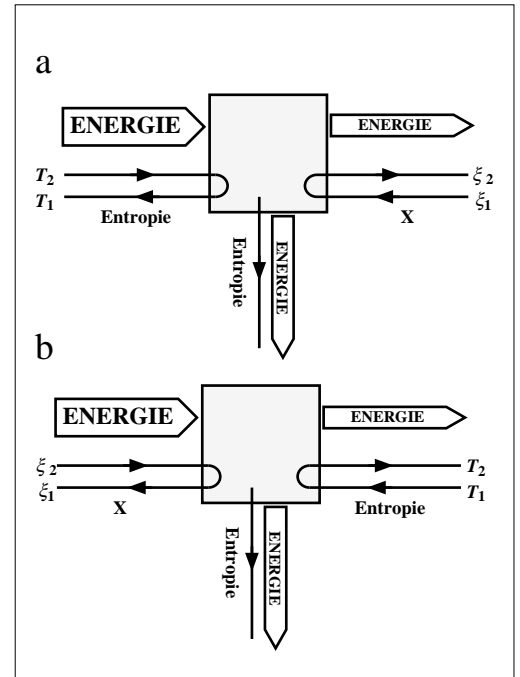 a
ENERGIE
ENERGIE
T2
ξ2
T1
ξ1
Entropie
X
Entropie
ENERGIE
b
ENERGIE
ENERGIE
ξ2
T2
ξ1
T1
X
Entropie
Entropie
ENERGIE